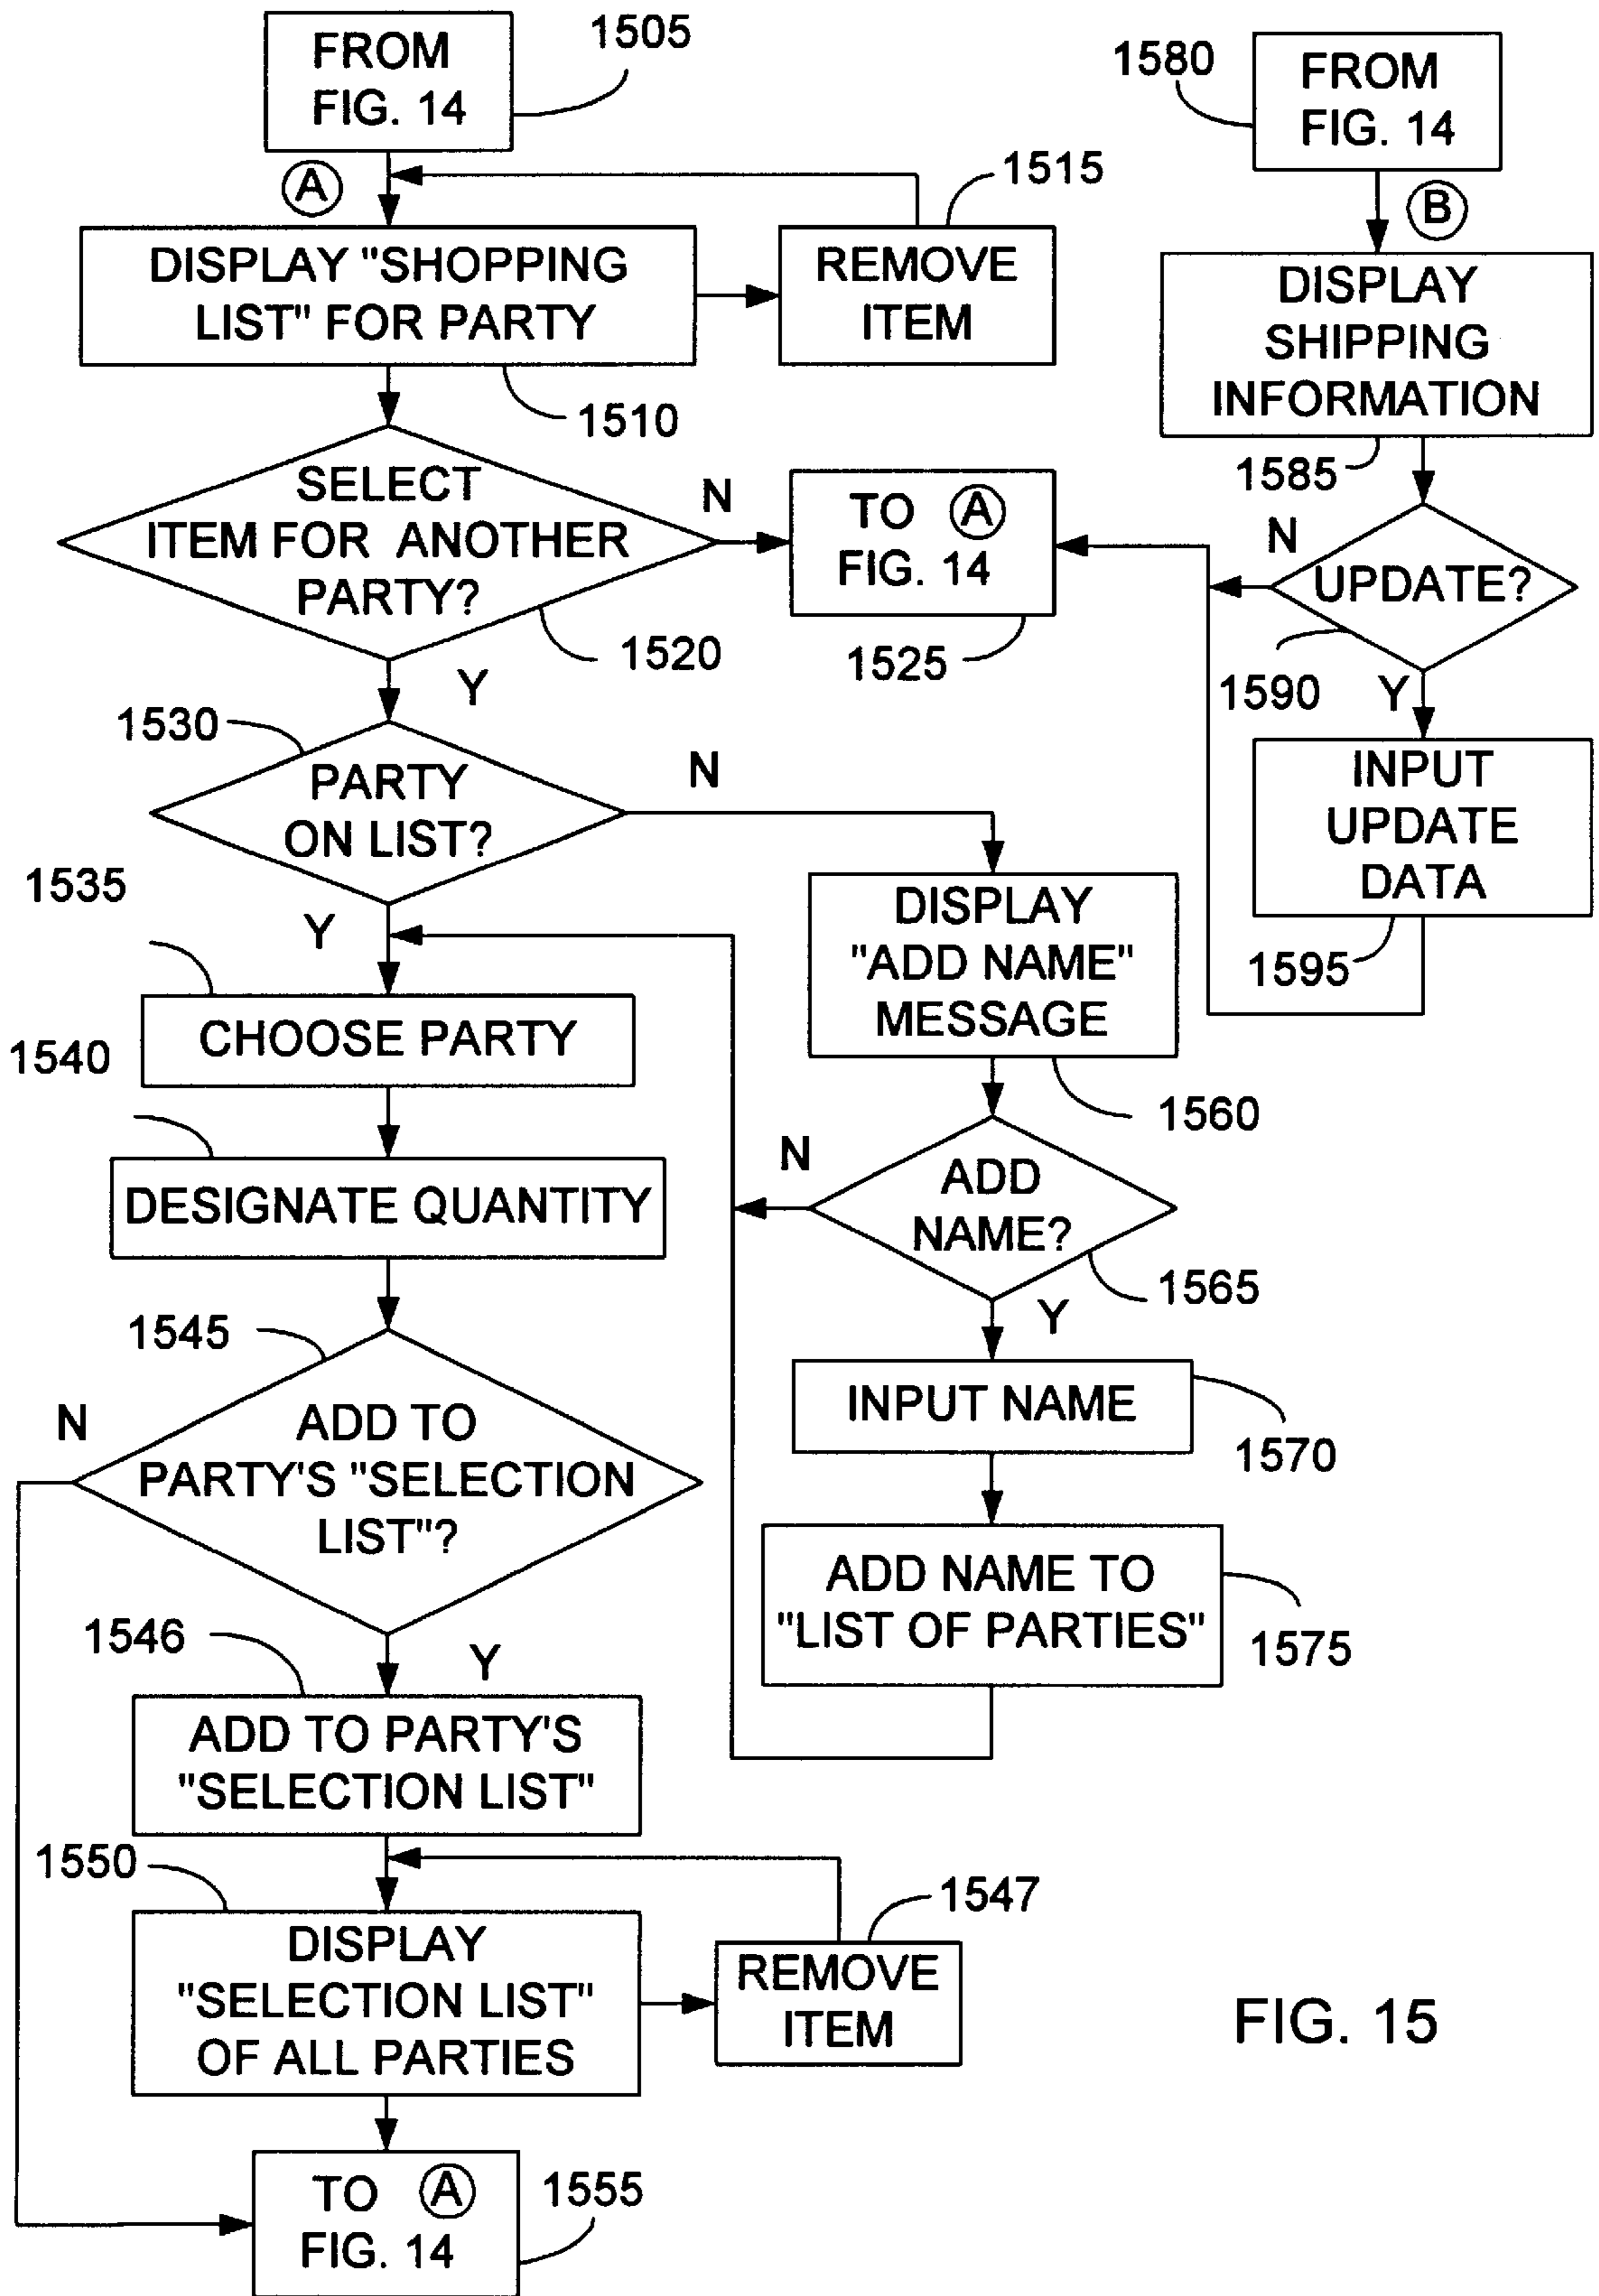 FROM
FIG. 14
1505
A
DISPLAY "SHOPPING
LIST" FOR PARTY
1510
REMOVE
ITEM
1515
SELECT
ITEM FOR ANOTHER
PARTY?
1520
N
Y
TO A
FIG. 14
1525
1530
PARTY
ON LIST?
N
Y
1535
CHOOSE PARTY
1540
DESIGNATE QUANTITY
1545
ADD TO
PARTY'S "SELECTION
LIST"?
N
Y
1546
ADD TO PARTY'S
"SELECTION LIST"
1550
DISPLAY
"SELECTION LIST"
OF ALL PARTIES
1547
REMOVE
ITEM
TO A
FIG. 14
1555
DISPLAY
"ADD NAME"
MESSAGE
1560
ADD
NAME?
1565
N
Y
INPUT NAME
1570
ADD NAME TO
"LIST OF PARTIES"
1575
1580
FROM
FIG. 14
B
DISPLAY
SHIPPING
INFORMATION
1585
UPDATE?
1590
N
Y
INPUT
UPDATE
DATA
1595
FIG. 15